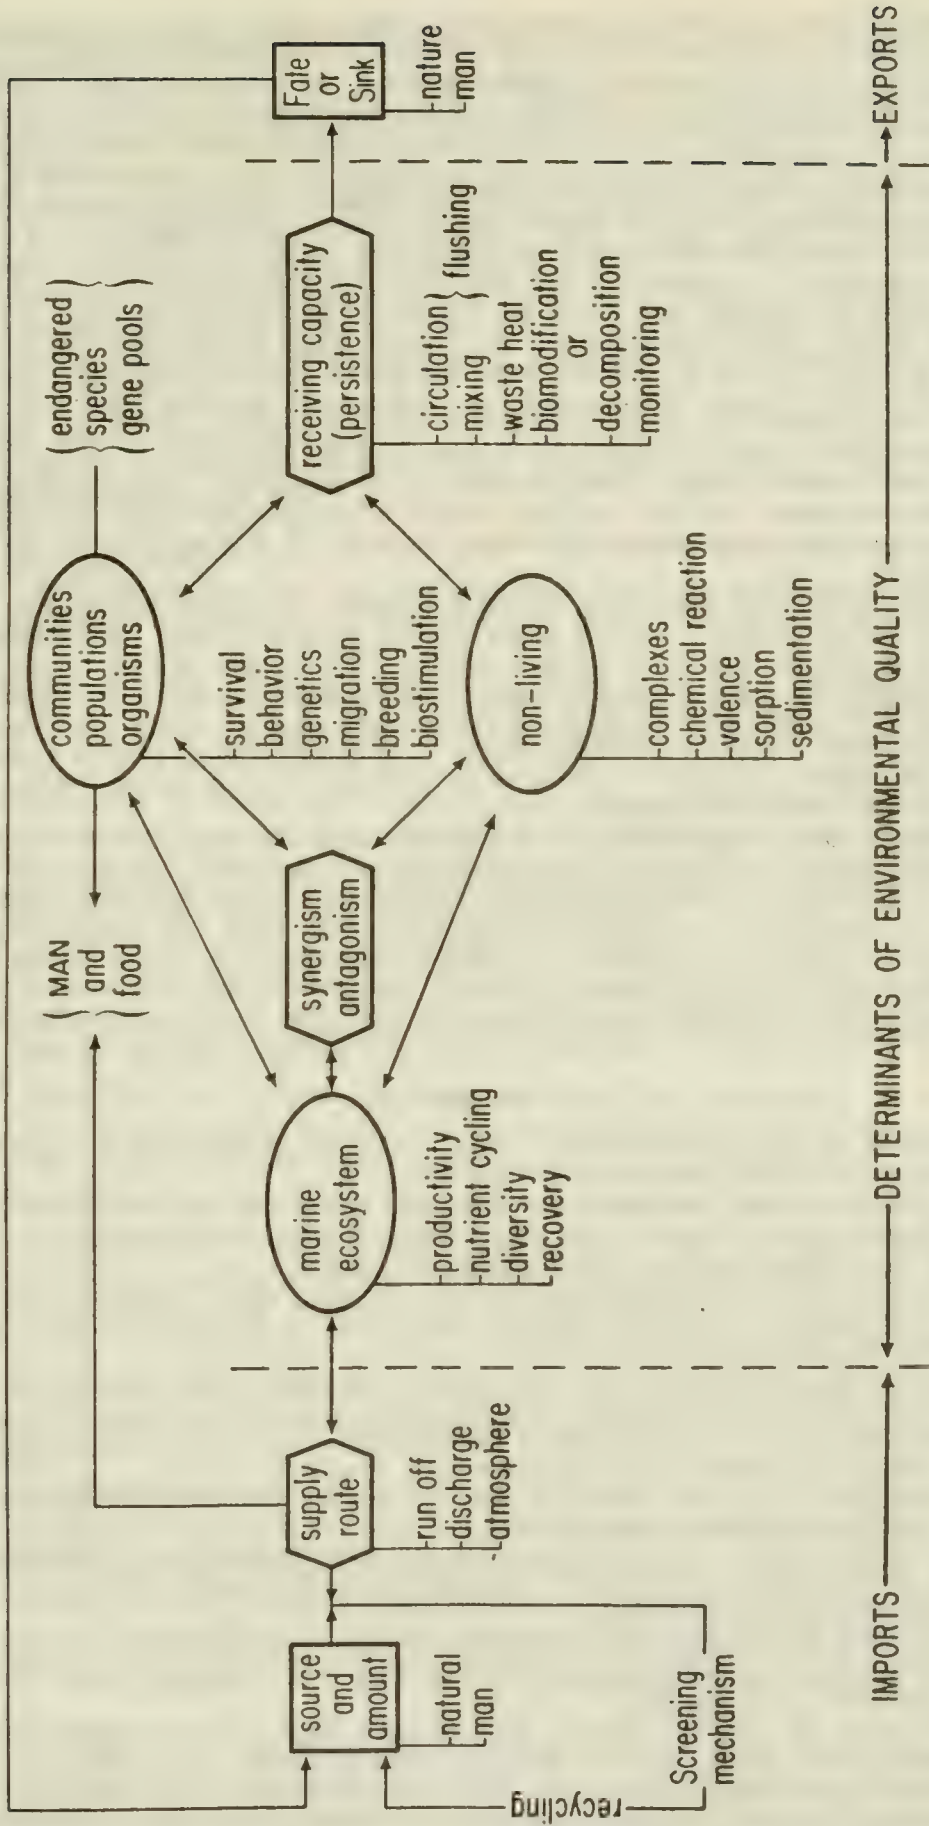 source
and
amount
natural
man
recycling
Screening
mechanism
supply
route
run off
discharge
atmosphere
MAN
and
food
marine
ecosystem
productivity
nutrient cycling
diversity
recovery
synergism
antagonism
communities
populations
organisms
survival
behavior
genetics
migration
breeding
biostimulation
endangered
species
gene pools
non-living
complexes
chemical reaction
valence
sorption
sedimentation
receiving capacity
(persistence)
circulation } flushing
mixing
waste heat
biomodification
or
decomposition
monitoring
Fate
or
Sink
nature
man
IMPORTS
DETERMINANTS OF ENVIRONMENTAL QUALITY
EXPORTS